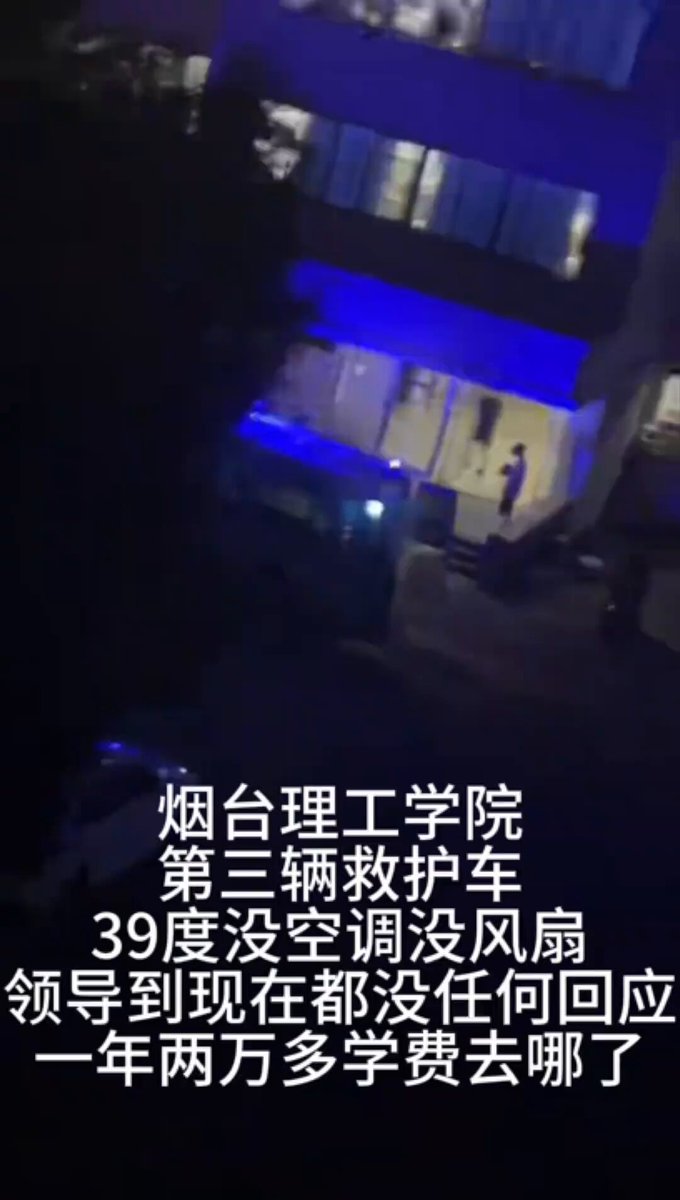 烟台理工学院
第三辆救护车
39度没空调没风扇
领导到现在都没任何回应
一年两万多学费去哪了